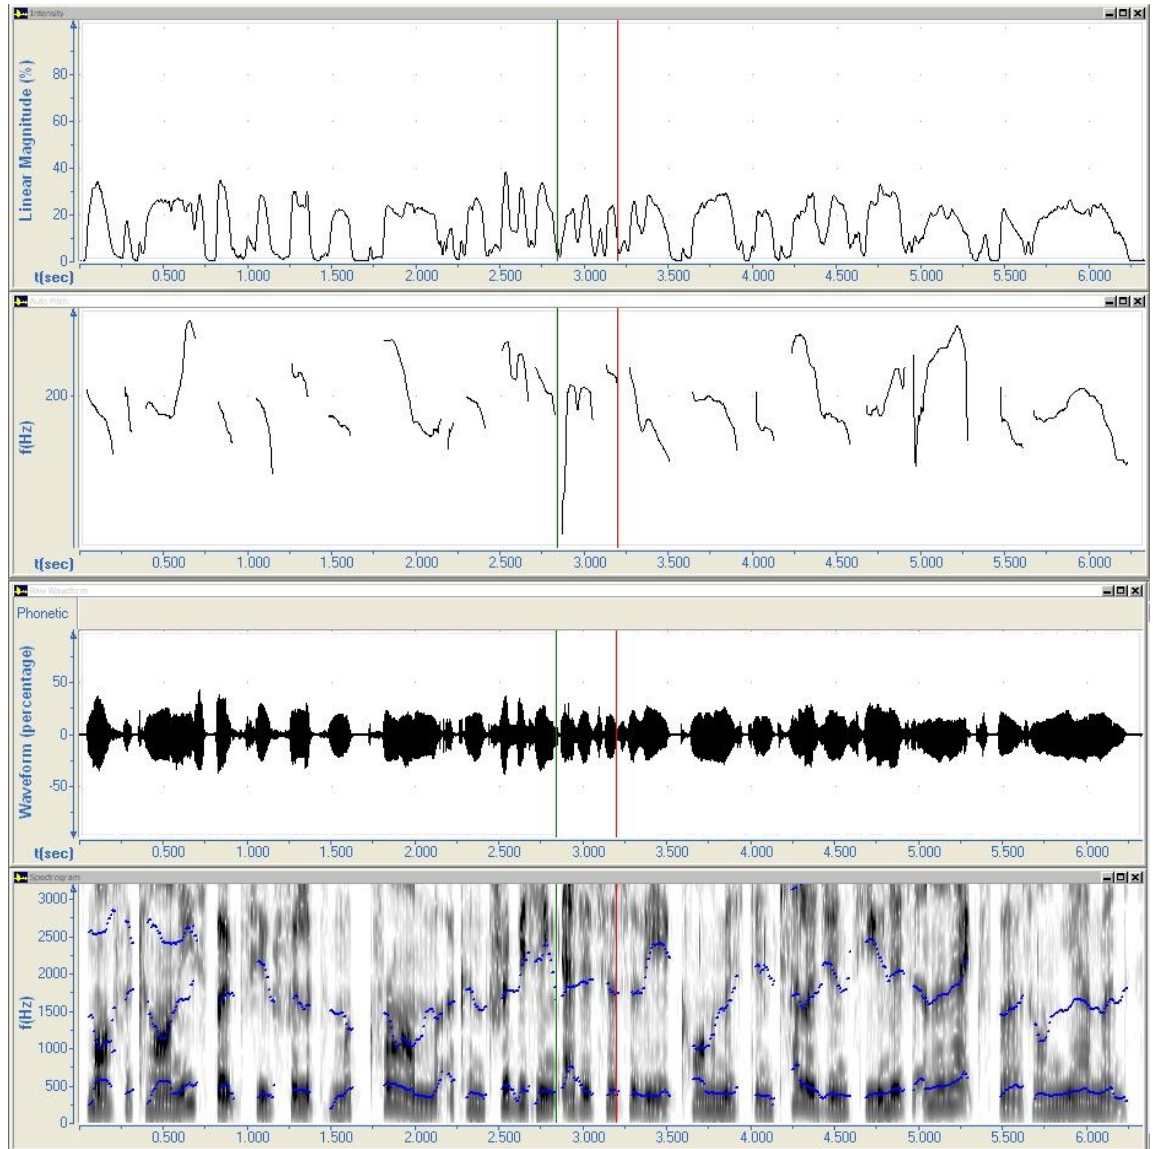 Intensity
Linear Magnitude (%)
80
60
40
20
0
t(sec)
0.500 1.000 1.500 2.000 2.500 3.000 3.500 4.000 4.500 5.000 5.500 6.000
Auto Pitch
f(Hz)
200
t(sec)
0.500 1.000 1.500 2.000 2.500 3.000 3.500 4.000 4.500 5.000 5.500 6.000
Raw Waveform
Phonetic
Waveform (percentage)
50
0
-50
t(sec)
0.500 1.000 1.500 2.000 2.500 3.000 3.500 4.000 4.500 5.000 5.500 6.000
Spectrogram
f(Hz)
3000
2500
2000
1500
1000
500
0
t(sec)
0.500 1.000 1.500 2.000 2.500 3.000 3.500 4.000 4.500 5.000 5.500 6.000